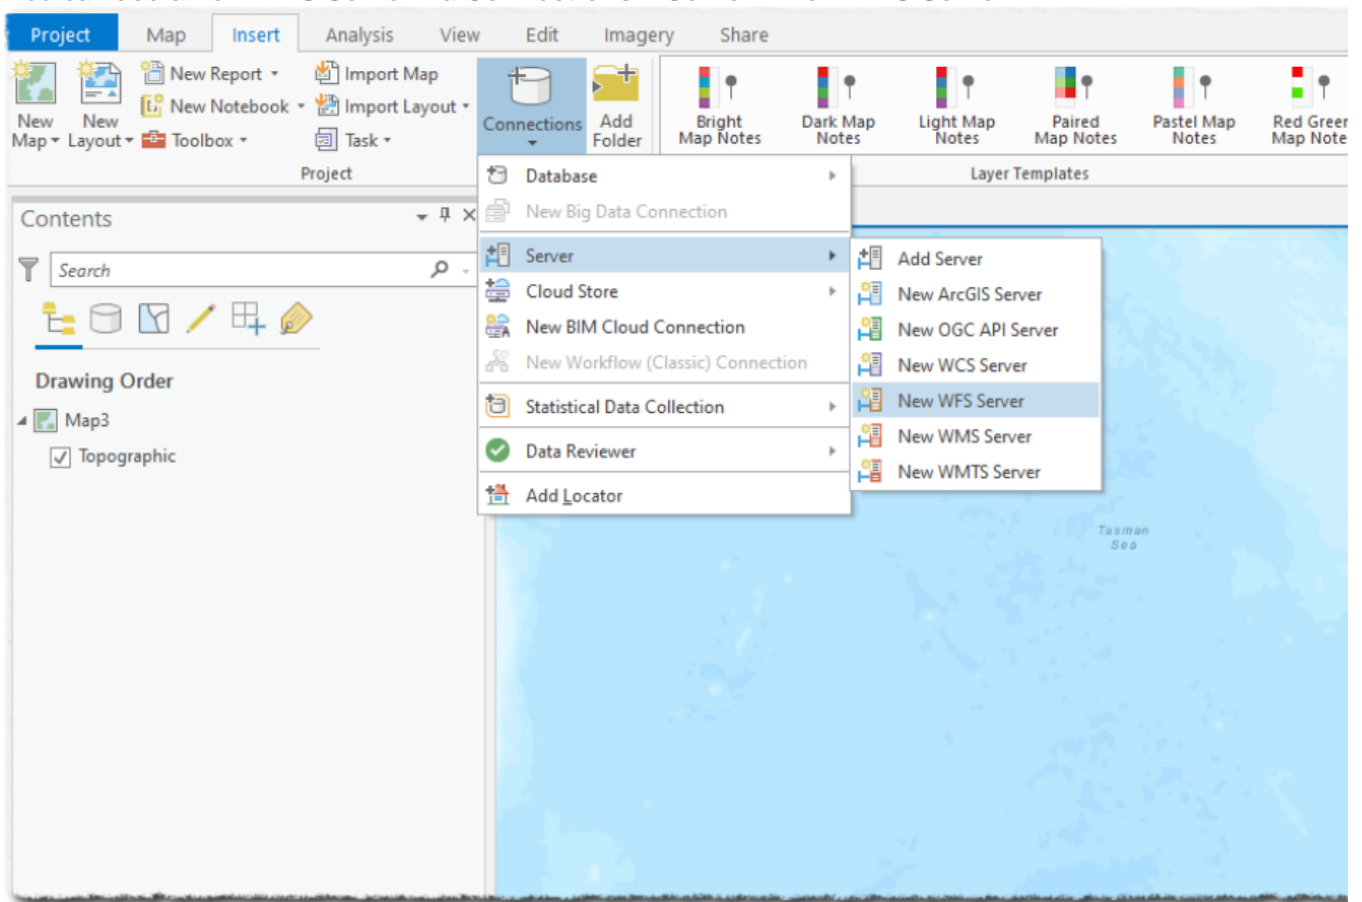 Project Map Insert Analysis View Edit Imagery Share
New Report Import Map
New Notebook Import Layout
New Map New Layout Toolbox Task
Connections Add Folder
Bright Map Notes
Dark Map Notes
Light Map Notes
Paired Map Notes
Pastel Map Notes
Red Green
Project Layer Templates
Contents
Search
Drawing Order
Map3
Topographic
Database
New Big Data Connection
Server
Cloud Store
New BIM Cloud Connection
New Workflow (Classic) Connection
Statistical Data Collection
Data Reviewer
Add Locator
Add Server
New ArcGIS Server
New OGC API Server
New WCS Server
New WFS Server
New WMS Server
New WMTS Server
Tasman
Sea